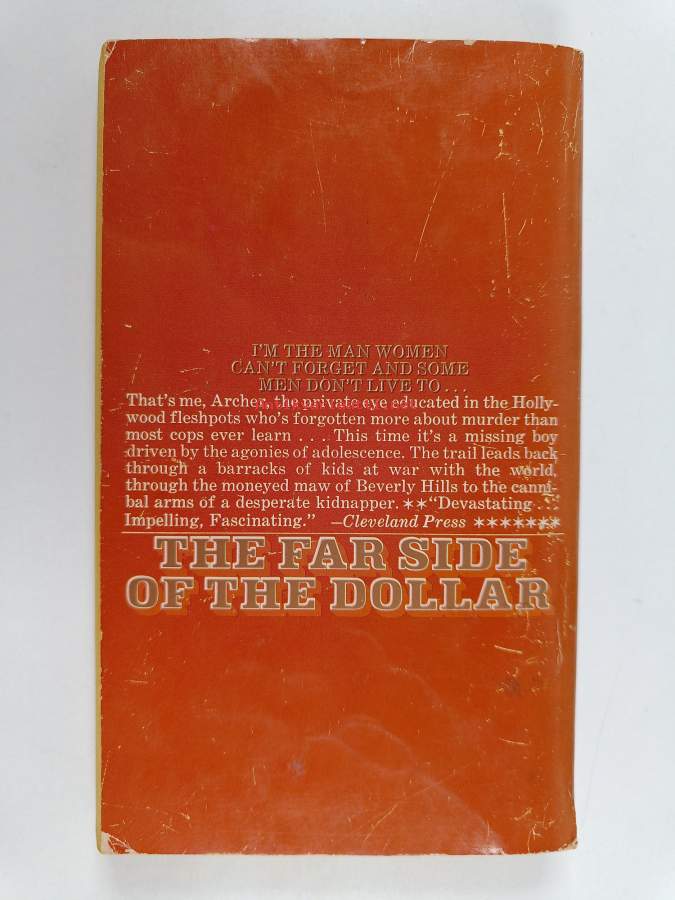 I'M THE MAN WOMEN
CAN'T FORGET AND SOME
MEN DON'T LIVE TO . . .
That's me, Archer, the private eye educated in the Holly-
wood fleshpots who's forgotten more about murder than
most cops ever learn . . . This time it's a missing boy
driven by the agonies of adolescence. The trail leads back
through a barracks of kids at war with the world,
through the moneyed maw of Beverly Hills to the canni-
bal arms of a desperate kidnapper. ✶✶"Devastating . . .
Impelling, Fascinating." —Cleveland Press ✶✶✶✶✶✶✶
THE FAR SIDE
OF THE DOLLAR